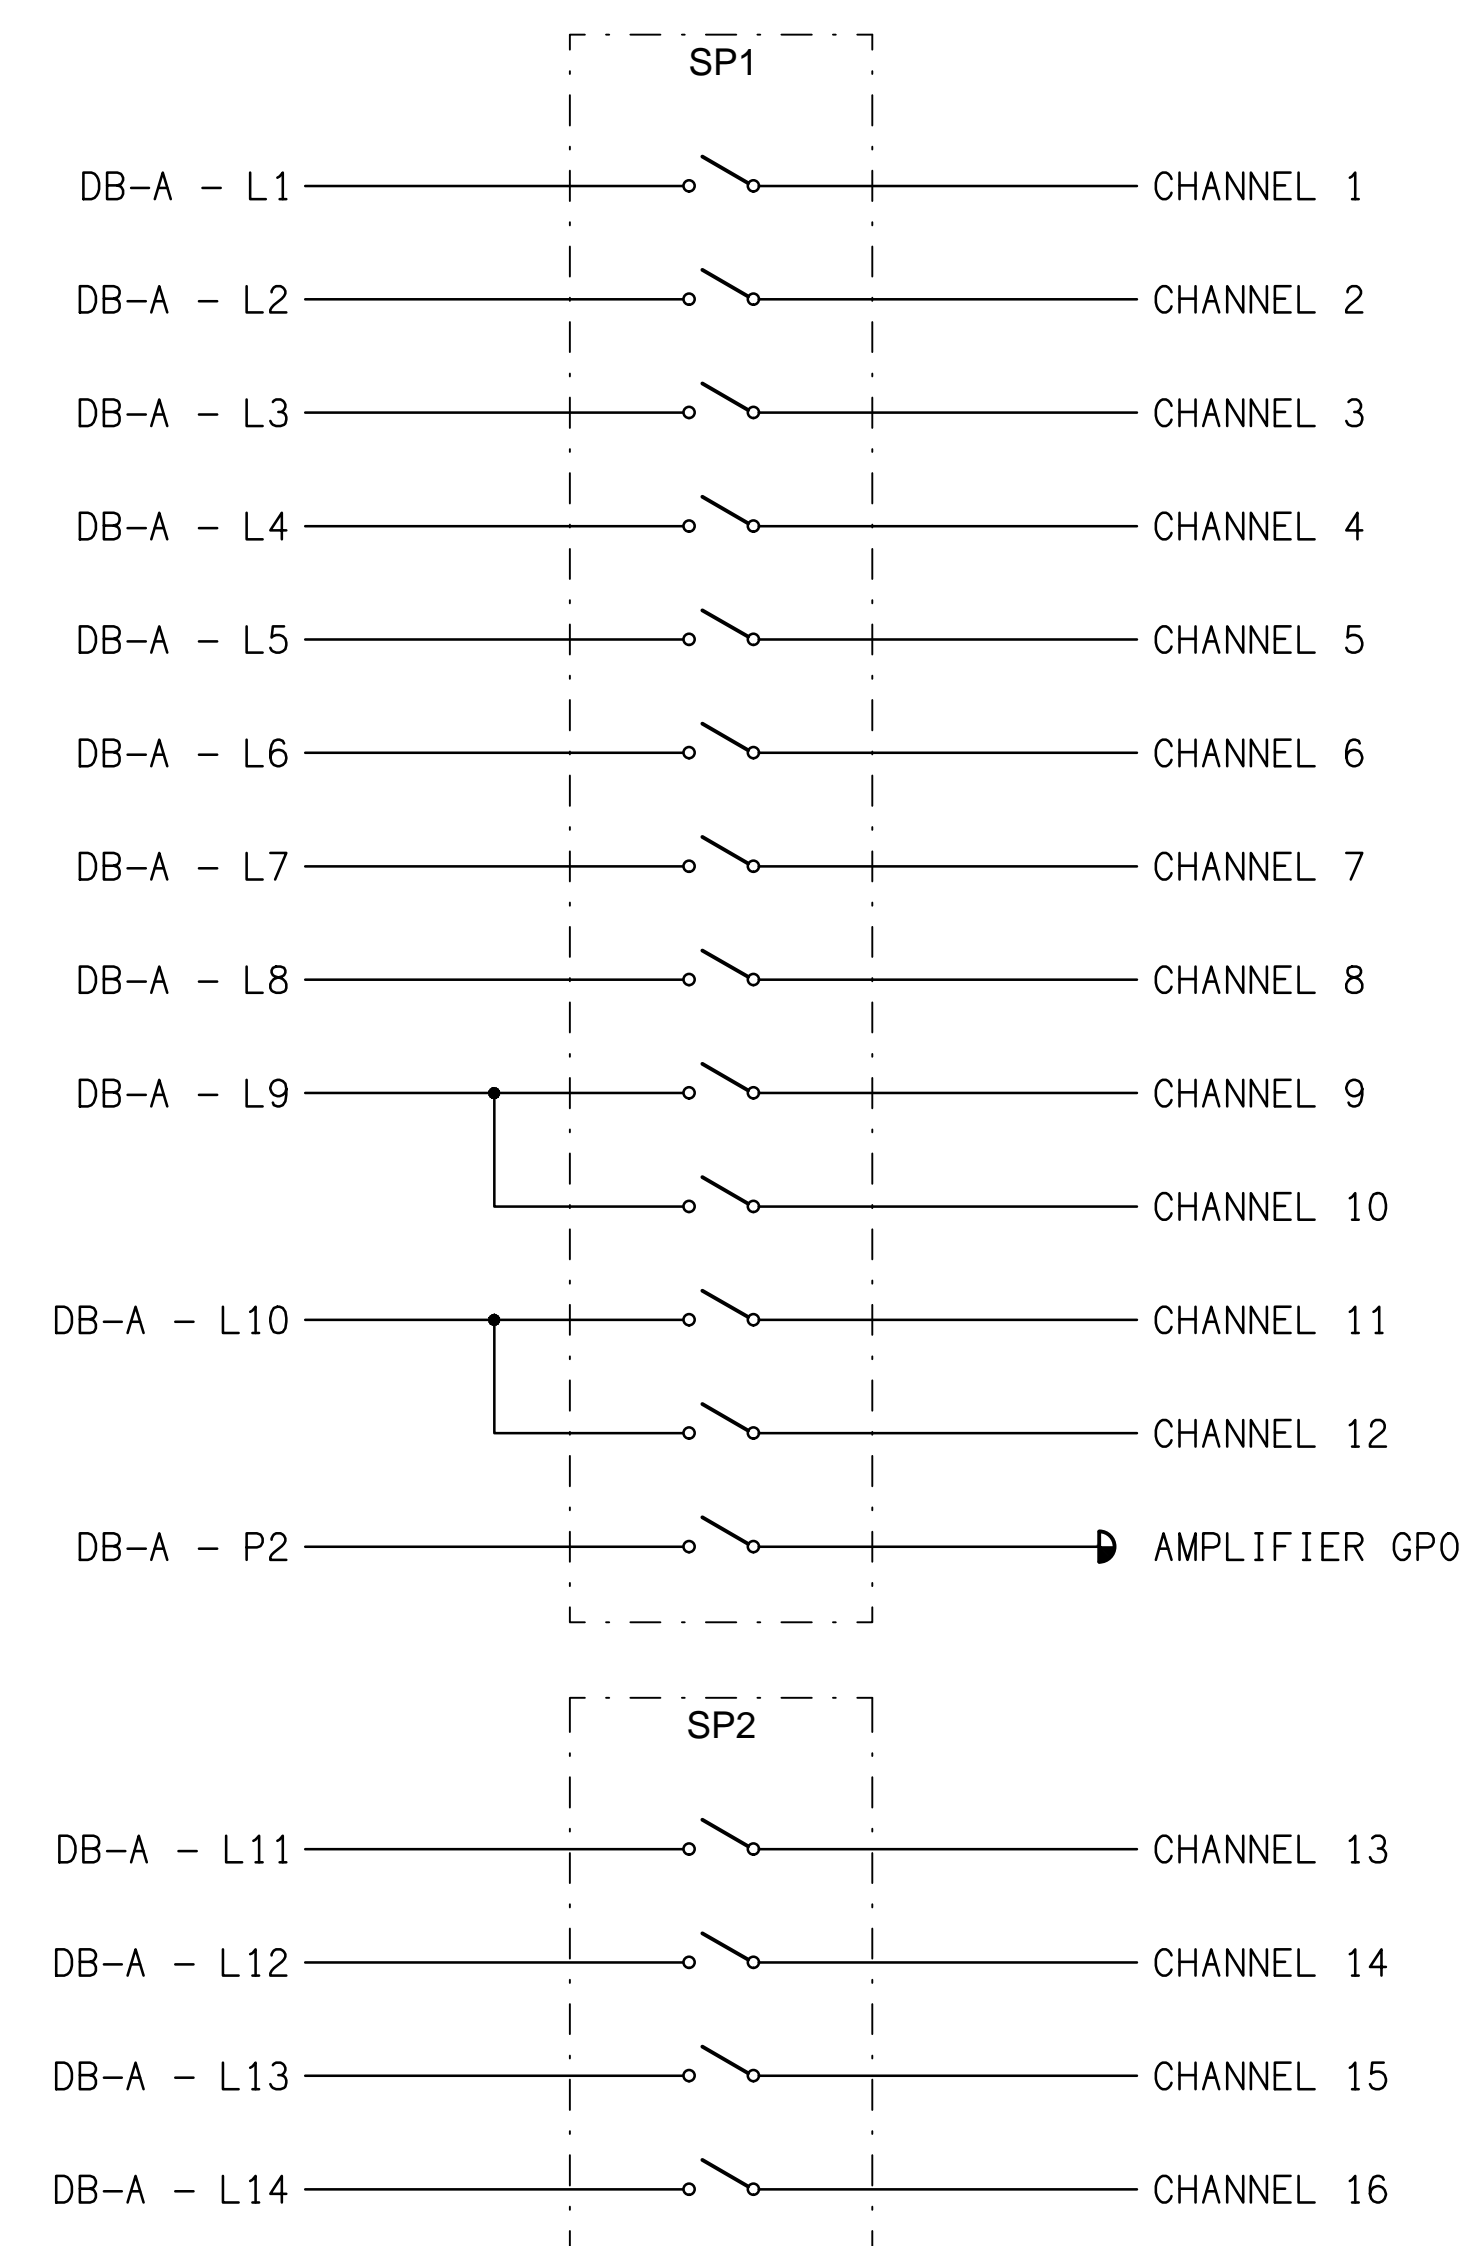 SP1
DB-A - L1 CHANNEL 1
DB-A - L2 CHANNEL 2
DB-A - L3 CHANNEL 3
DB-A - L4 CHANNEL 4
DB-A - L5 CHANNEL 5
DB-A - L6 CHANNEL 6
DB-A - L7 CHANNEL 7
DB-A - L8 CHANNEL 8
DB-A - L9 CHANNEL 9
CHANNEL 10
DB-A - L10 CHANNEL 11
CHANNEL 12
DB-A - P2 AMPLIFIER GPO
SP2
DB-A - L11 CHANNEL 13
DB-A - L12 CHANNEL 14
DB-A - L13 CHANNEL 15
DB-A - L14 CHANNEL 16